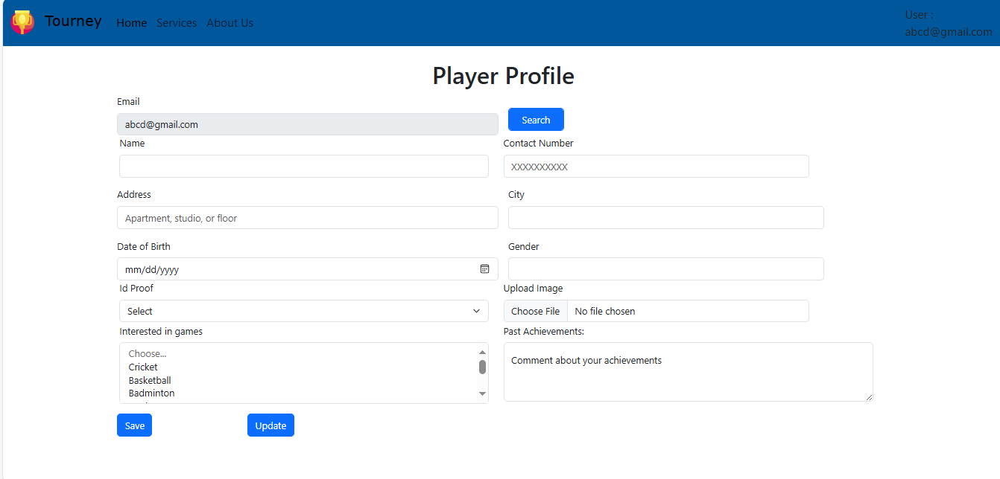 Tourney Home Services About Us
User :
abcd@gmail.com
Player Profile
Email
abcd@gmail.com Search
Name Contact Number
XXXXXXXXXX
Address City
Apartment, studio, or floor
Date of Birth Gender
mm/dd/yyyy
Id Proof Upload Image
Select Choose File No file chosen
Interested in games Past Achievements:
Choose...
Cricket Comment about your achievements
Basketball
Badminton
Save Update